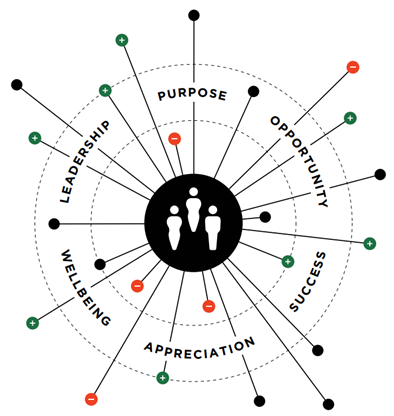 PURPOSE
OPPORTUNITY
SUCCESS
APPRECIATION
WELLBEING
LEADERSHIP